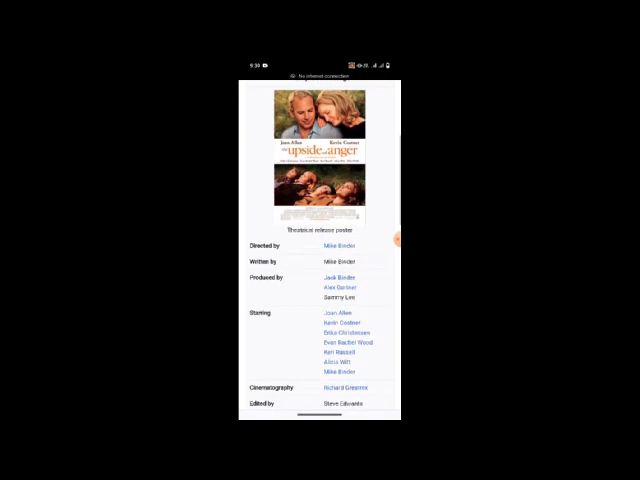 9:30
No internet connection
Joan Allen Kevin Costner
the upside of anger
Theatrical release poster
Directed by Mike Binder
Written by Mike Binder
Produced by Jack Binder
Alex Gartner
Sammy Lee
Starring Joan Allen
Kevin Costner
Erika Christensen
Evan Rachel Wood
Keri Russell
Alicia Witt
Mike Binder
Cinematography Richard Greatrex
Edited by Steve Edwards